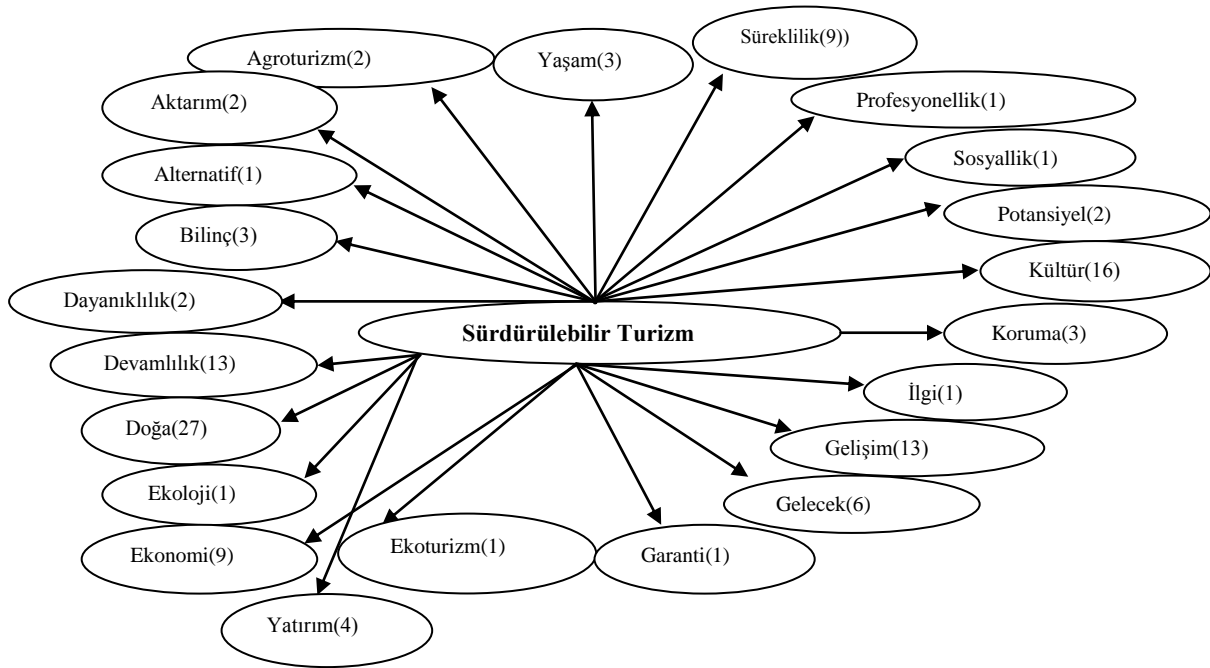 Süreklilik(9))
Agroturizm(2)
Yaşam(3)
Aktarım(2)
Profesyonellik(1)
Alternatif(1)
Sosyallik(1)
Potansiyel(2)
Bilinç(3)
Kültür(16)
Dayanıklılık(2)
Sürdürülebilir Turizm
Koruma(3)
Devamlılık(13)
İlgi(1)
Doğa(27)
Gelişim(13)
Ekoloji(1)
Gelecek(6)
Ekonomi(9)
Ekoturizm(1)
Garanti(1)
Yatırım(4)